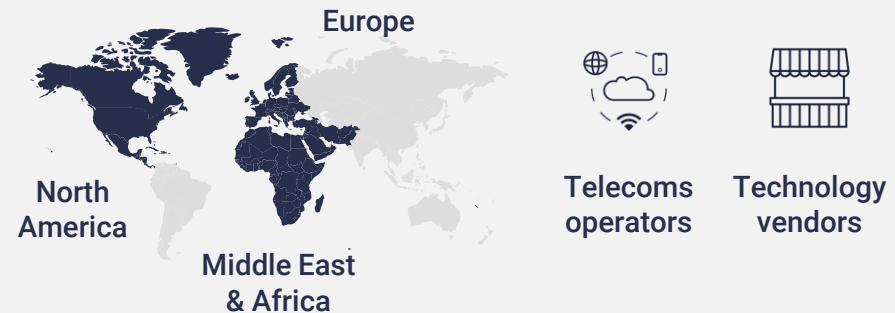 Europe
North
America
Middle East
& Africa
Telecoms
operators
Technology
vendors